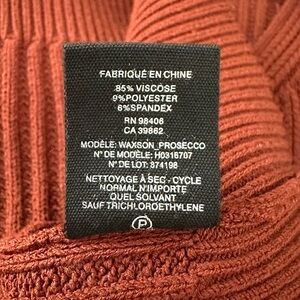 FABRIQUÉ EN CHINE
85% VISCOSE
9%POLYESTER
6%SPANDEX
RN 98406
CA 39862
MODÈLE: WAXSON_PROSECCO
N° DE MODÈLE: H0316707
N° DE LOT: 374198
NETTOYAGE À SEC - CYCLE
NORMAL N'IMPORTE
QUEL SOLVANT
SAUF TRICHLOROETHYLENE
P